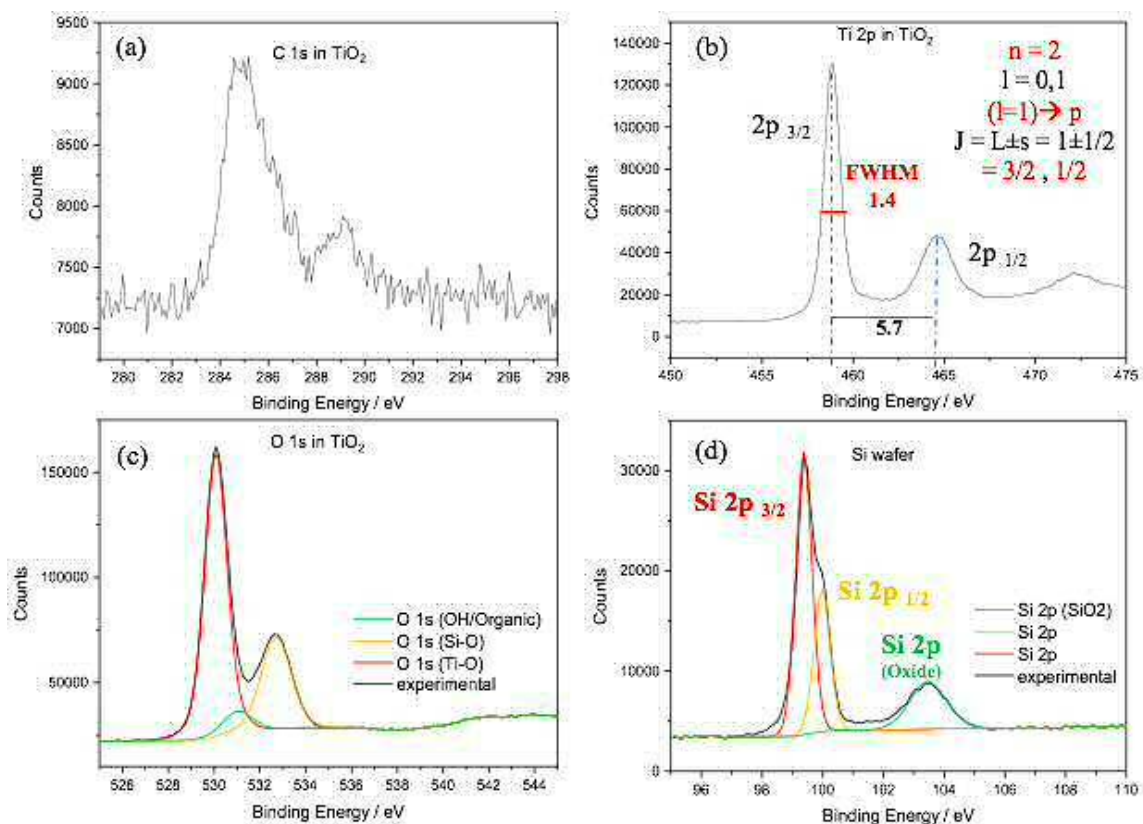 (a)
C 1s in TiO2
Counts
9500
9000
8500
8000
7500
7000
280 282 284 286 288 290 292 294 296 298
Binding Energy / eV
(b)
Ti 2p in TiO2
n = 2
l = 0,1
(l=1)→ p
J = L±s = 1±1/2
= 3/2 , 1/2
2p 3/2
FWHM
1.4
2p 1/2
5.7
Counts
140000
120000
100000
80000
60000
40000
20000
0
450 455 460 465 470 475
Binding Energy / eV
(c)
O 1s in TiO2
Counts
150000
100000
50000
O 1s (OH/Organic)
O 1s (Si-O)
O 1s (Ti-O)
experimental
526 528 530 532 534 536 538 540 542 544
Binding Energy / eV
(d)
Si wafer
Si 2p 3/2
Si 2p 1/2
Si 2p
(Oxide)
Si 2p (SiO2)
Si 2p
Si 2p
experimental
Counts
30000
20000
10000
0
96 98 100 102 104 106 108 110
Binding Energy / eV